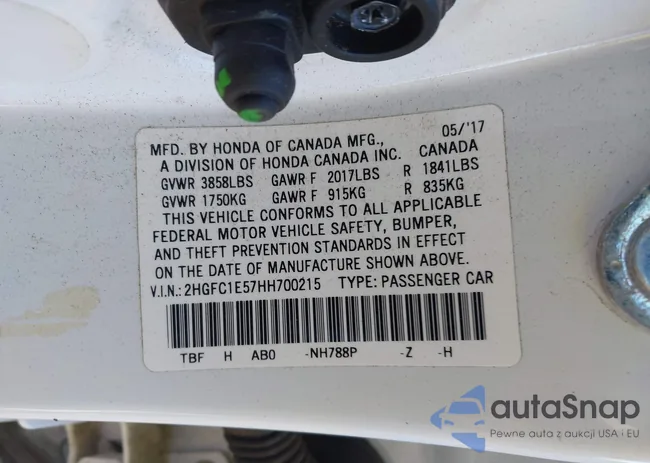 MFD. BY HONDA OF CANADA MFG., 05/'17
A DIVISION OF HONDA CANADA INC. CANADA
GVWR 3858LBS GAWR F 2017LBS R 1841LBS
GVWR 1750KG GAWR F 915KG R 835KG
THIS VEHICLE CONFORMS TO ALL APPLICABLE
FEDERAL MOTOR VEHICLE SAFETY, BUMPER,
AND THEFT PREVENTION STANDARDS IN EFFECT
ON THE DATE OF MANUFACTURE SHOWN ABOVE.
V.I.N.: 2HGFC1E57HH700215 TYPE: PASSENGER CAR
TBF H AB0 -NH788P -Z -H
autoSnap
Pewne auta z aukcji USA i EU